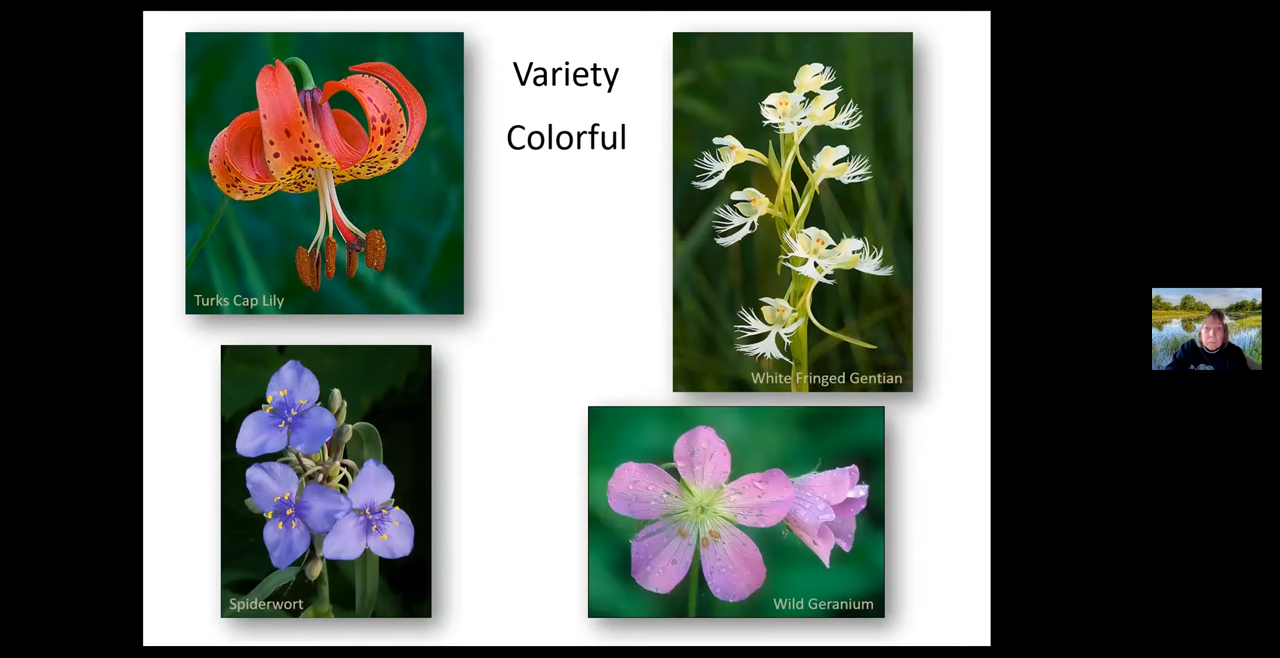 Variety
Colorful
Turks Cap Lily
White Fringed Gentian
Spiderwort
Wild Geranium